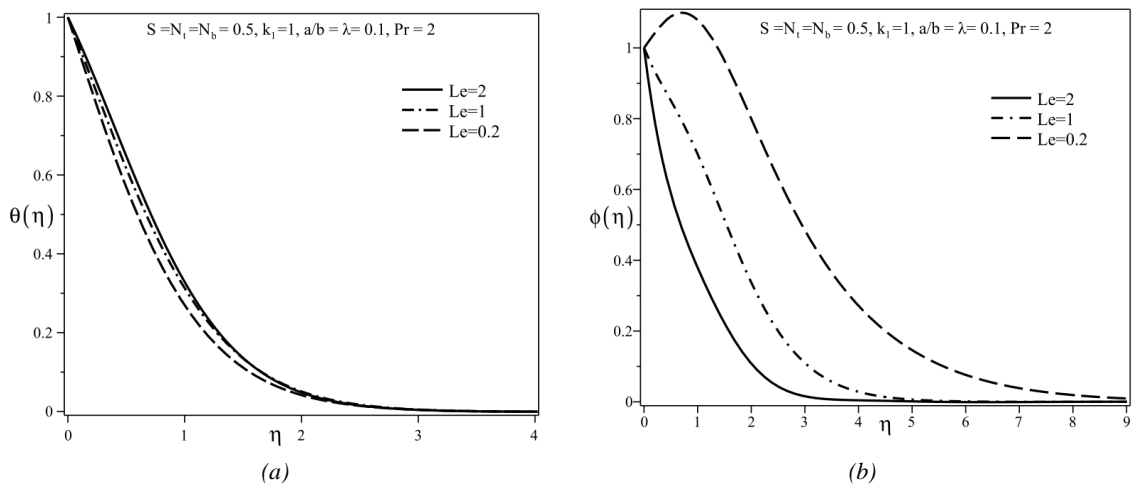 S =Nₜ=N_b = 0.5, k₁=1, a/b = λ= 0.1, Pr = 2
Le=2
Le=1
Le=0.2
θ(η)
1
0.8
0.6
0.4
0.2
0
0 1 2 3 4
η
(a)
S =Nₜ=N_b = 0.5, k₁=1, a/b = λ= 0.1, Pr = 2
Le=2
Le=1
Le=0.2
ϕ(η)
1
0.8
0.6
0.4
0.2
0
0 1 2 3 4 5 6 7 8 9
η
(b)